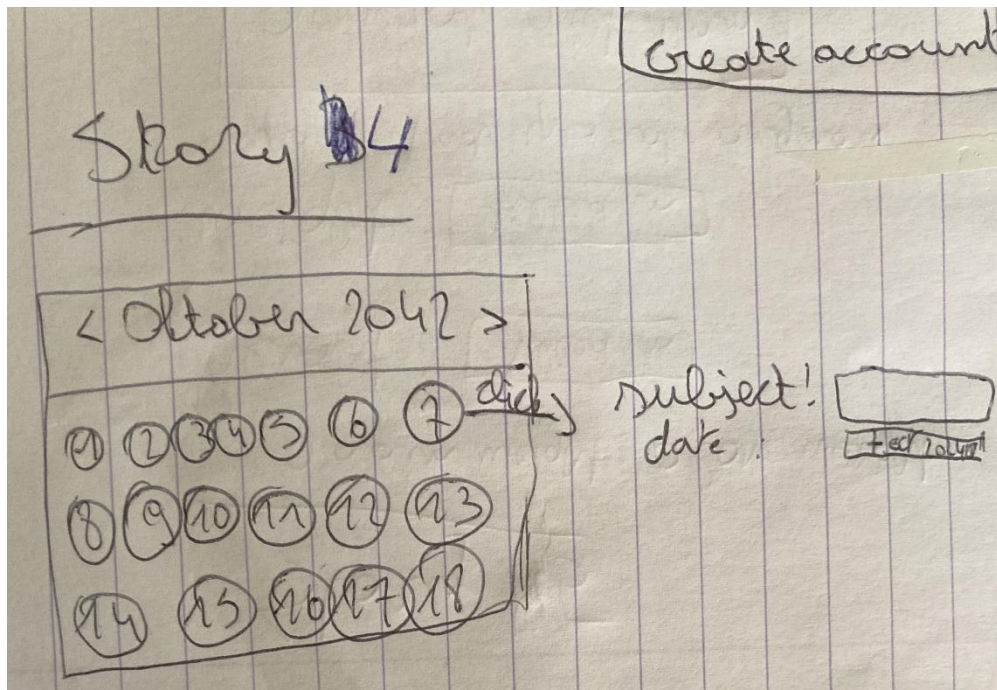 create account
Story 4
< Oktober 2042 >
1 2 3 4 5 6 7 click
subject:
date:
8 9 10 11 12 13
14 15 16 17 18